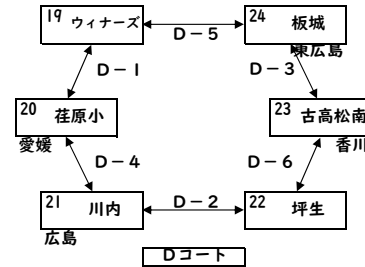 19 ウィナーズ
D-5
24 板城
東広島
D-1
D-3
20 荏原小
愛媛
23 古高松南
香川
D-4
D-6
21 川内
広島
D-2
22 坪生
Dコート